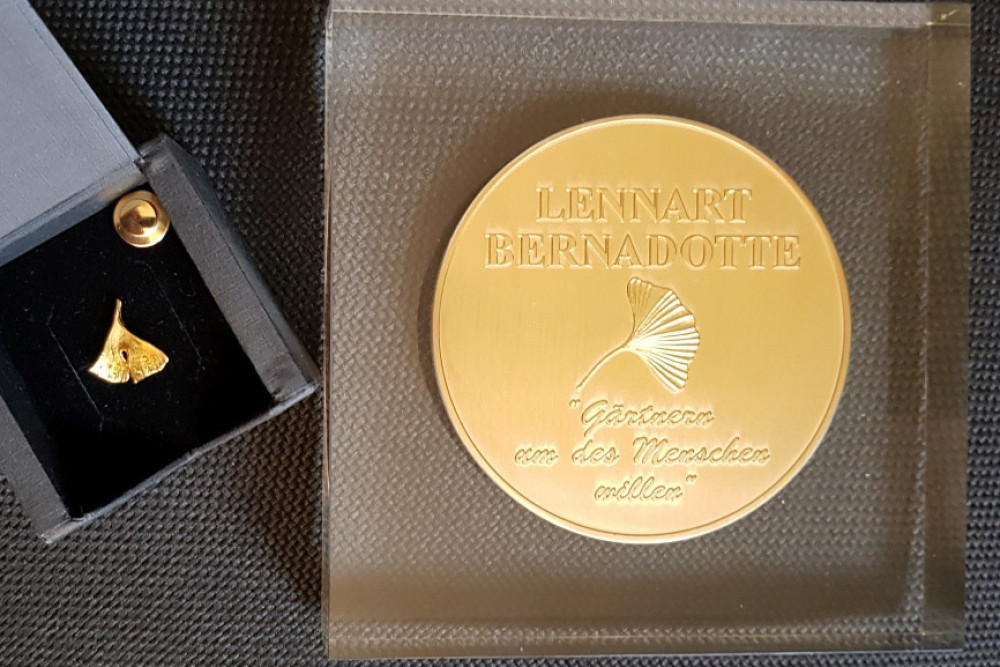 LENNART
BERNADOTTE
"Gärtnern
um des Menschen
willen"